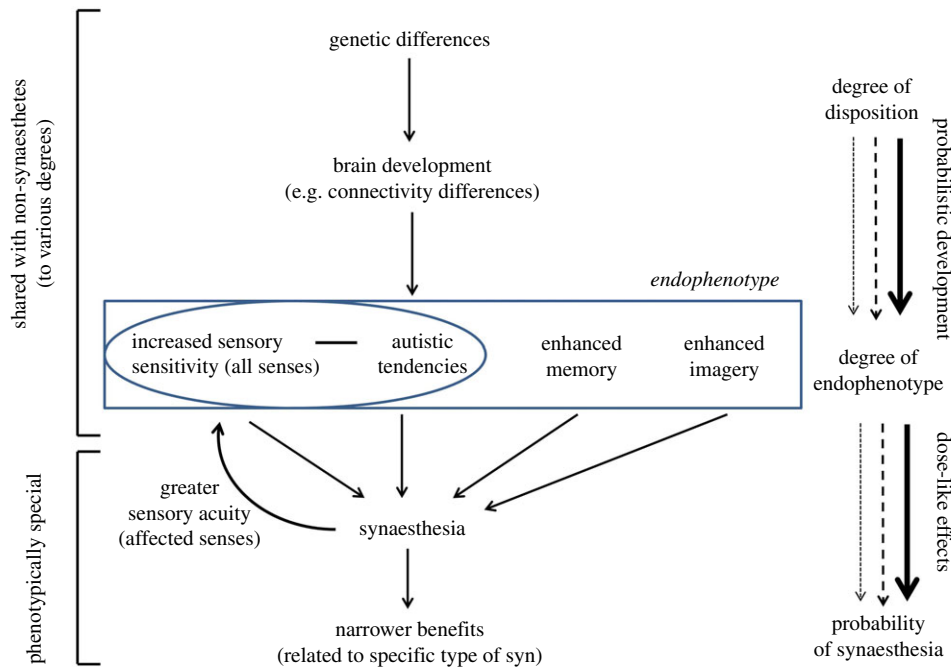 shared with non-synaesthetes
(to various degrees)
phenotypically special
genetic differences
brain development
(e.g. connectivity differences)
endophenotype
increased sensory
sensitivity (all senses)
autistic
tendencies
enhanced
memory
enhanced
imagery
greater
sensory acuity
(affected senses)
synaesthesia
narrower benefits
(related to specific type of syn)
degree of
disposition
probabilistic development
degree of
endophenotype
dose-like effects
probability
of synaesthesia